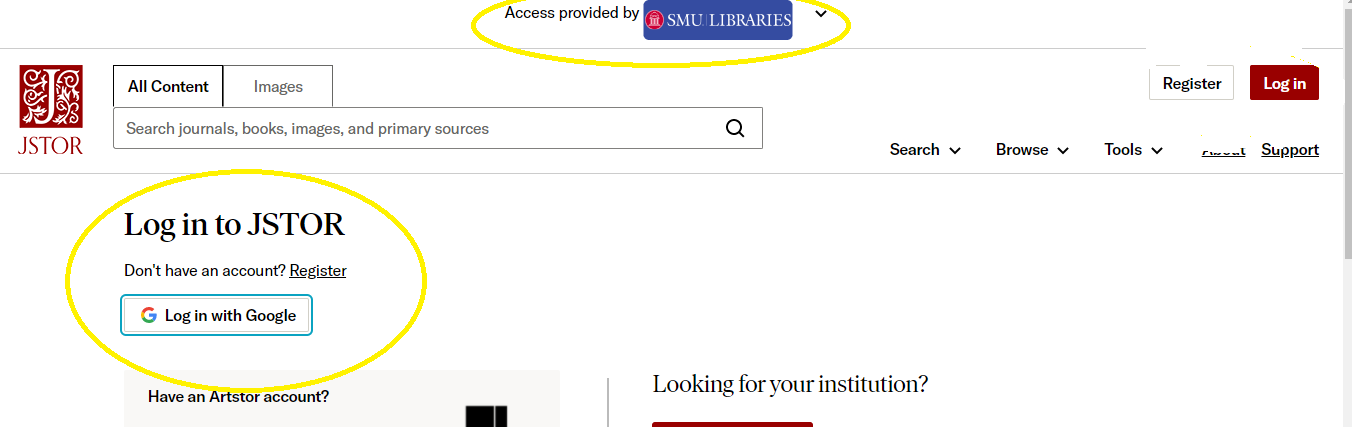 Access provided by SMU LIBRARIES
JSTOR
All Content Images
Search journals, books, images, and primary sources
Register Log in
Search Browse Tools About Support
Log in to JSTOR
Don't have an account? Register
Log in with Google
Have an Artstor account?
Looking for your institution?